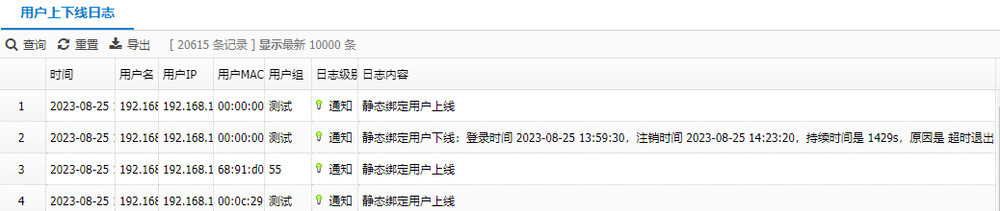 用户上下线日志
查询 重置 导出 [ 20615 条记录 ] 显示最新 10000 条
时间 用户名 用户IP 用户MAC 用户组 日志级别 日志内容
1 2023-08-25 192.168 192.168.1 00:00:00 测试 通知 静态绑定用户上线
2 2023-08-25 192.168 192.168.1 00:00:00 测试 通知 静态绑定用户下线：登录时间 2023-08-25 13:59:30，注销时间 2023-08-25 14:23:20，持续时间是 1429s，原因是 超时退出
3 2023-08-25 192.168 192.168.1 68:91:d0 55 通知 静态绑定用户上线
4 2023-08-25 192.168 192.168.1 00:0c:29 测试 通知 静态绑定用户上线